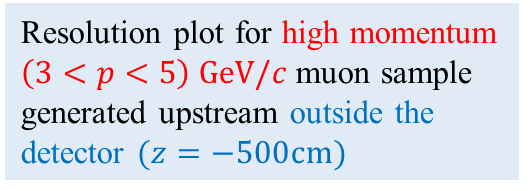 Resolution plot for high momentum
(3 < p < 5) GeV/c muon sample
generated upstream outside the
detector (z = −500cm)